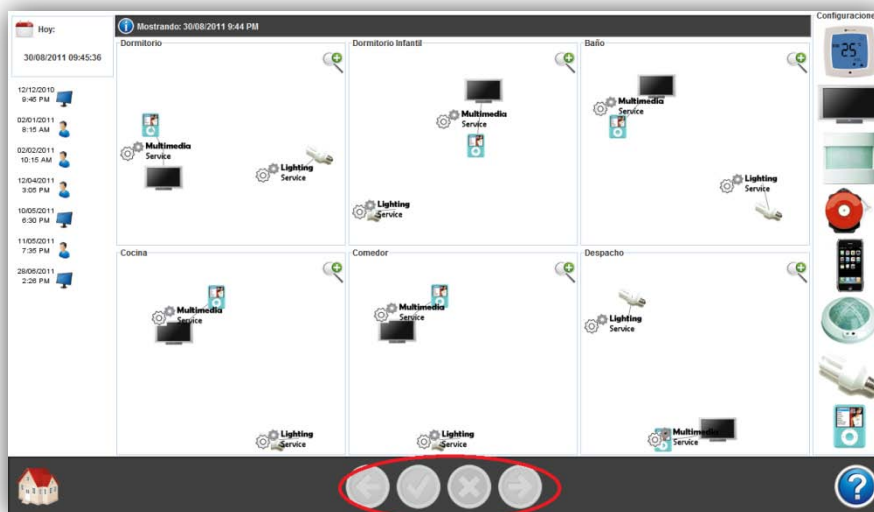 Hoy:
30/08/2011 09:45:36
12/12/2010
9:45 PM
02/01/2011
9:15 AM
02/02/2011
10:15 AM
12/04/2011
3:05 PM
10/05/2011
6:30 PM
11/05/2011
7:35 PM
28/06/2011
2:26 PM
Mostrando: 30/08/2011 9:44 PM
Dormitorio
Multimedia
Service
Lighting
Service
Dormitorio Infantil
Multimedia
Service
Lighting
Service
Baño
Multimedia
Service
Lighting
Service
Cocina
Multimedia
Service
Lighting
Service
Comedor
Multimedia
Service
Lighting
Service
Despacho
Lighting
Service
Multimedia
Service
Configuraciones
25